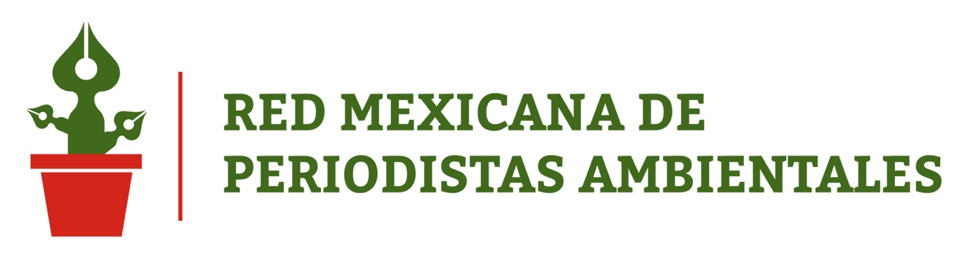 RED MEXICANA DE
PERIODISTAS AMBIENTALES